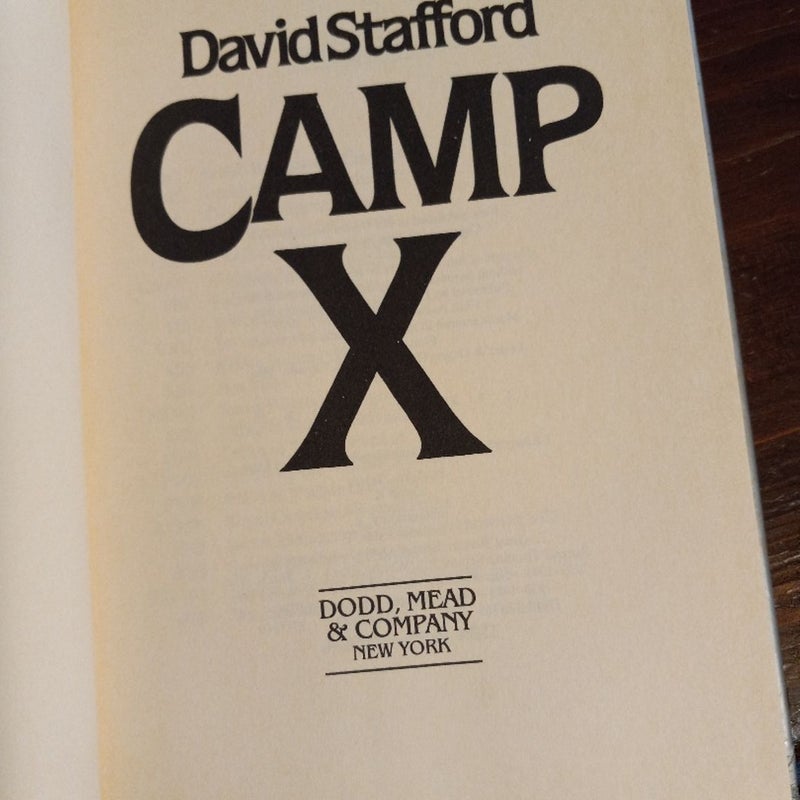 David Stafford
CAMP
X
DODD, MEAD
& COMPANY
NEW YORK